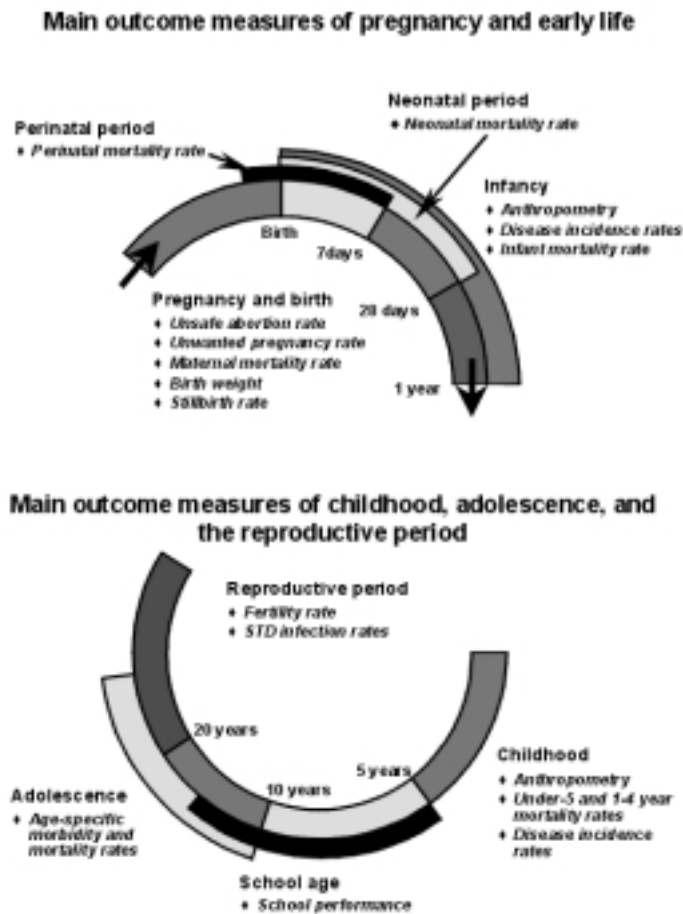 Main outcome measures of pregnancy and early life
Neonatal period
♦ Neonatal mortality rate
Perinatal period
♦ Perinatal mortality rate
Infancy
♦ Anthropometry
♦ Disease incidence rates
♦ Infant mortality rate
Birth
7days
28 days
1 year
Pregnancy and birth
♦ Unsafe abortion rate
♦ Unwanted pregnancy rate
♦ Maternal mortality rate
♦ Birth weight
♦ Stillbirth rate
Main outcome measures of childhood, adolescence, and
the reproductive period
Reproductive period
♦ Fertility rate
♦ STD infection rates
20 years
10 years
5 years
Childhood
♦ Anthropometry
♦ Under-5 and 1-4 year
mortality rates
♦ Disease incidence
rates
Adolescence
♦ Age-specific
morbidity and
mortality rates
School age
♦ School performance